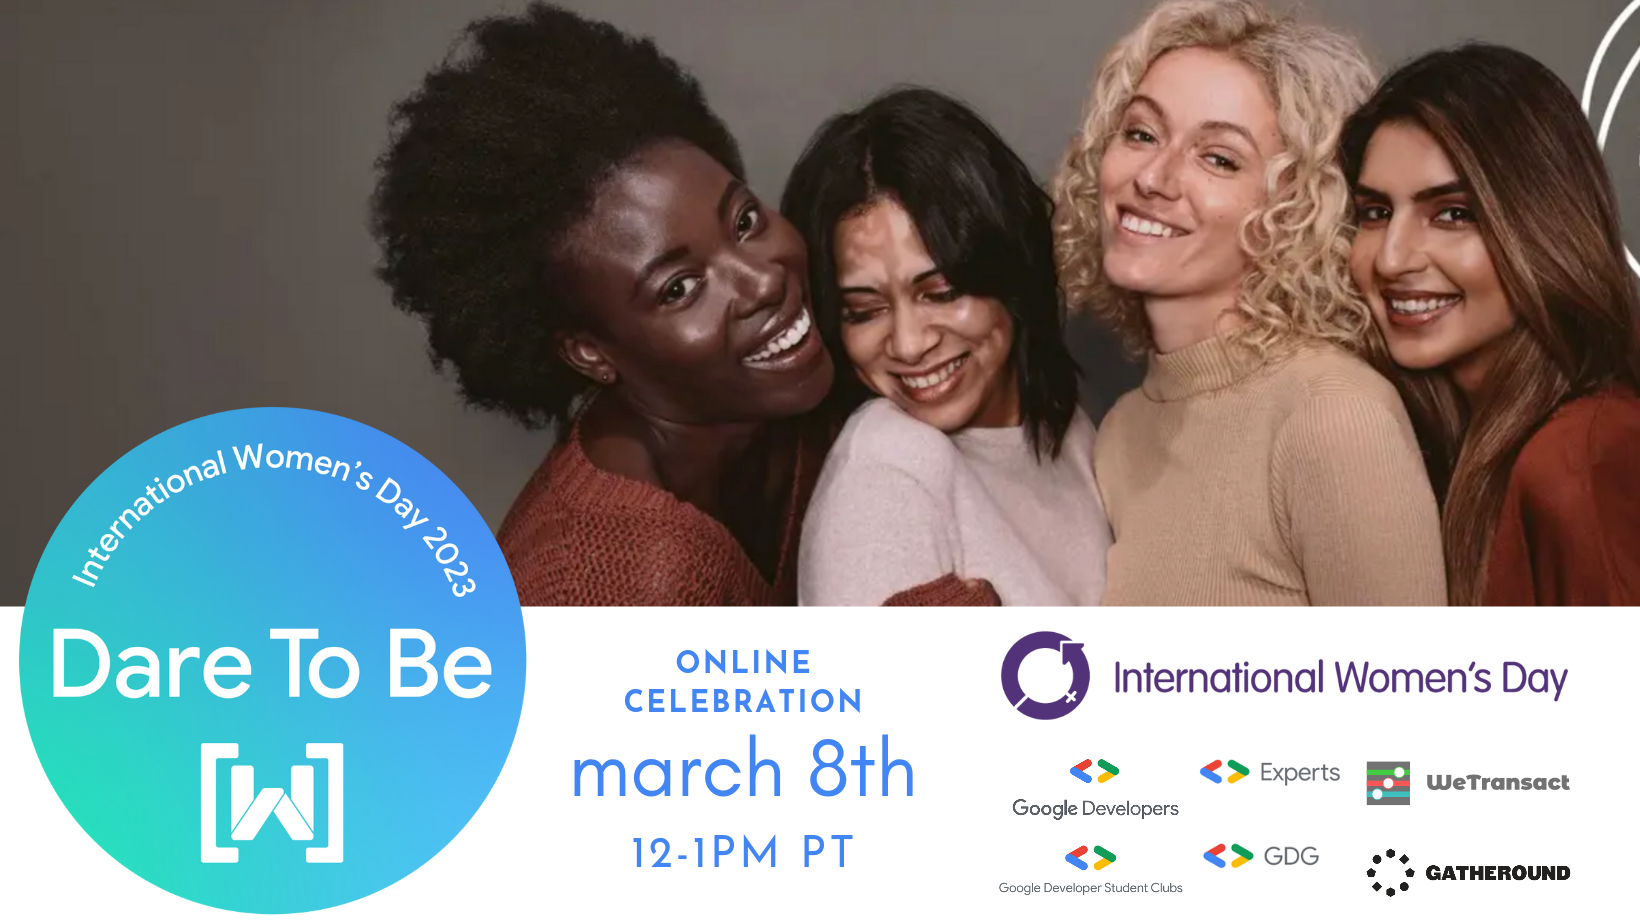 International Women's Day 2023
Dare To Be
[W]
ONLINE
CELEBRATION
march 8th
12-1PM PT
International Women's Day
Google Developers
Experts
WeTransact
Google Developer Student Clubs
GDG
GATHEROUND